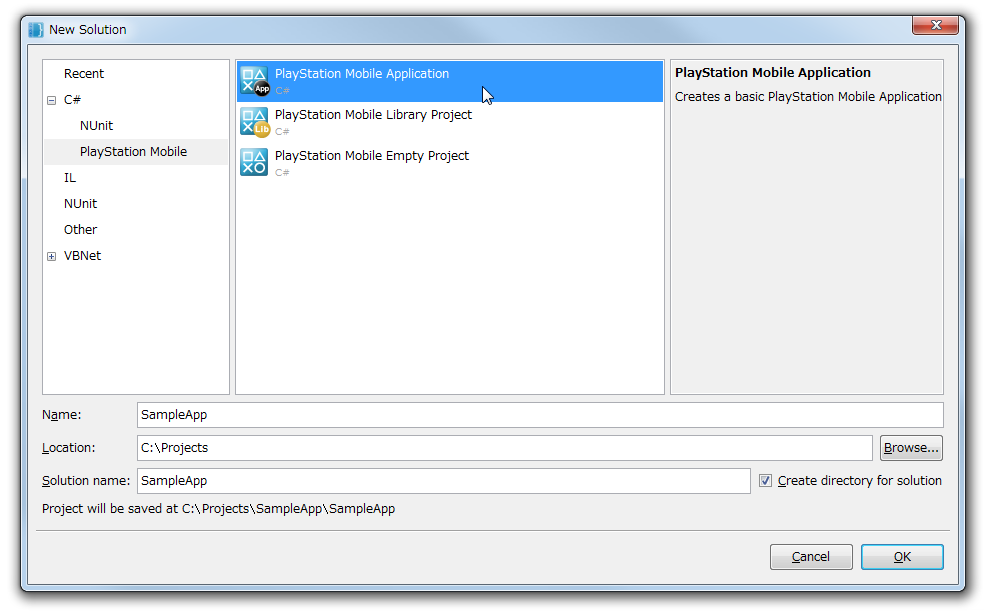 New Solution
Recent
C#
NUnit
PlayStation Mobile
IL
NUnit
Other
VBNet
PlayStation Mobile Application
C#
App
PlayStation Mobile Library Project
C#
Lib
PlayStation Mobile Empty Project
C#
PlayStation Mobile Application
Creates a basic PlayStation Mobile Application
Name:
SampleApp
Location:
C:\Projects
Browse...
Solution name:
SampleApp
Create directory for solution
Project will be saved at C:\Projects\SampleApp\SampleApp
Cancel
OK